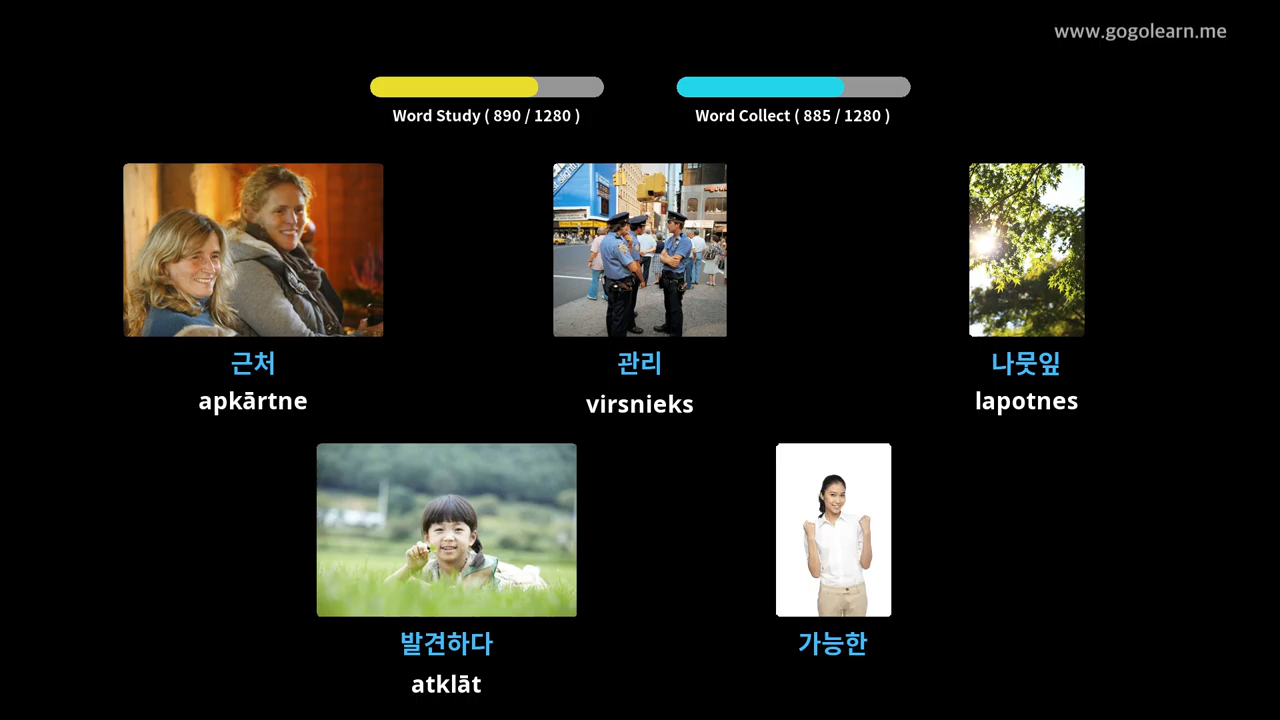 www.gogolearn.me
Word Study ( 890 / 1280 )
Word Collect ( 885 / 1280 )
근처
관리
나뭇잎
apkārtne
virsnieks
lapotnes
발견하다
가능한
atklāt